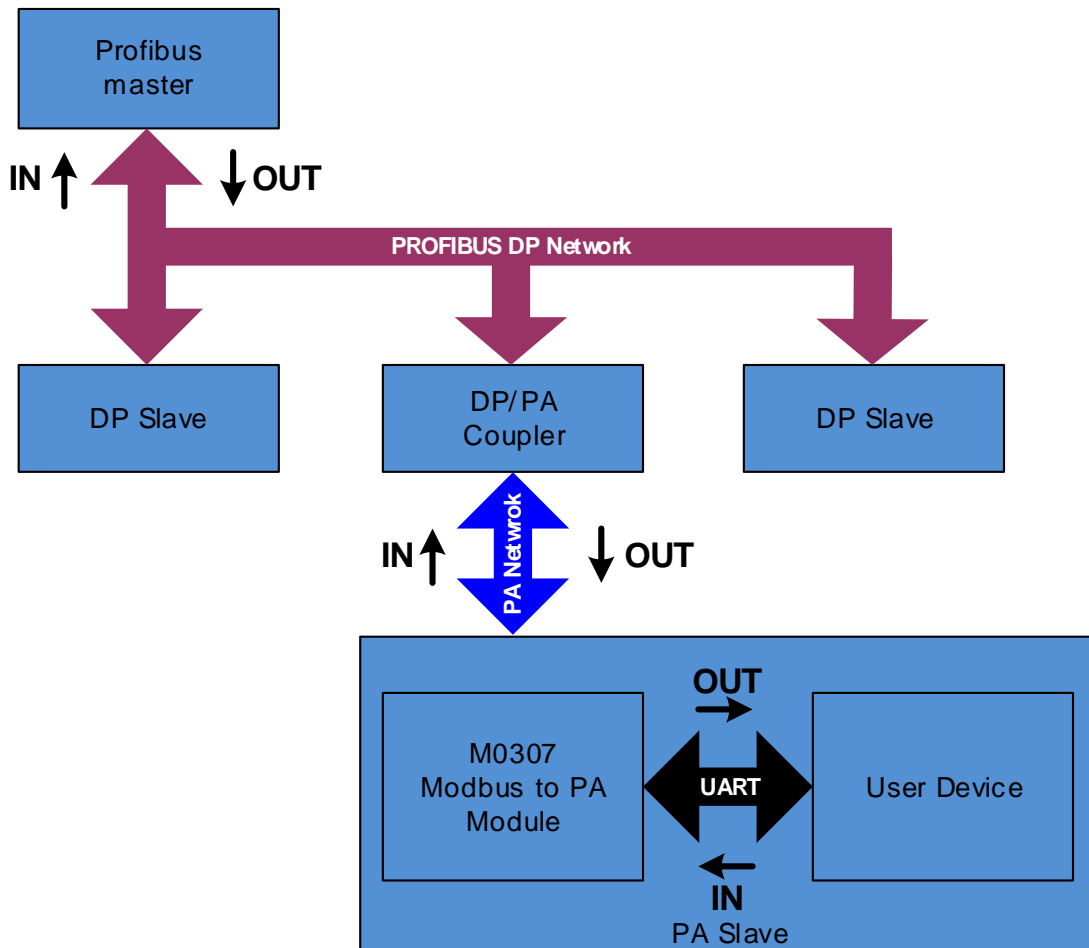 Profibus
master
IN
OUT
PROFIBUS DP Network
DP Slave
DP/PA
Coupler
DP Slave
IN
PA Netwrok
OUT
OUT
M0307
Modbus to PA
Module
UART
User Device
IN
PA Slave